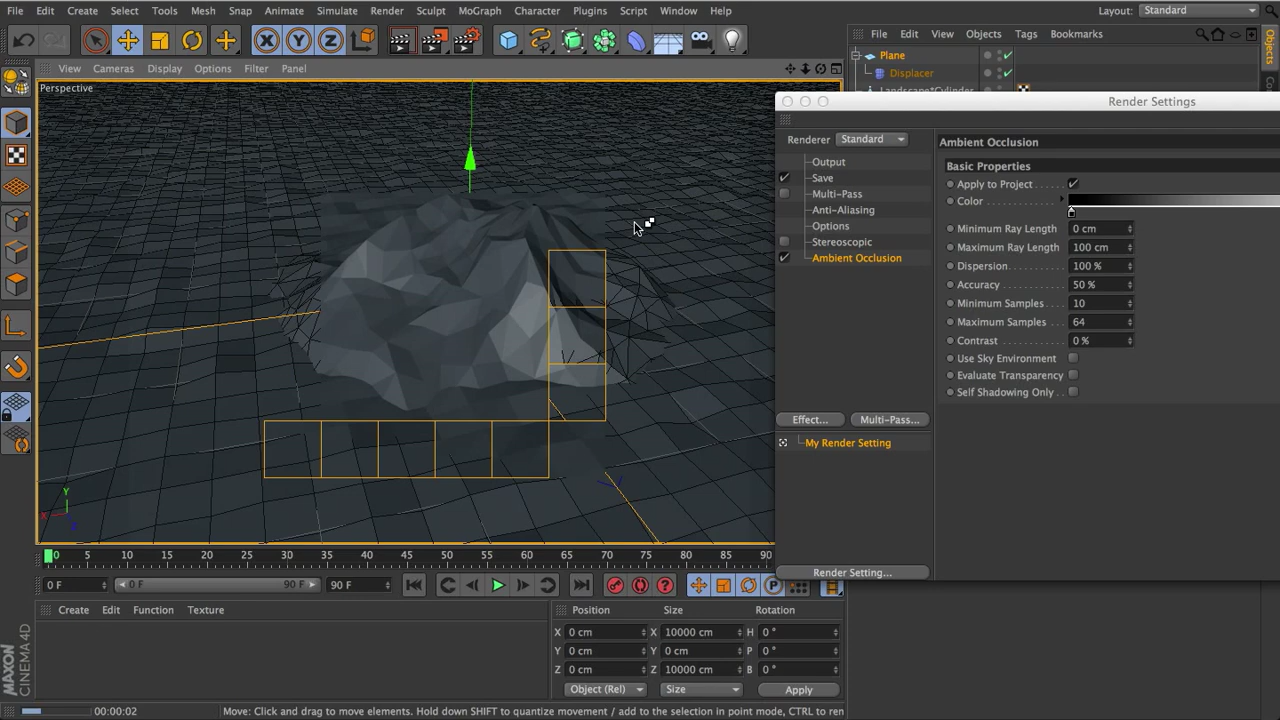 File Edit Create Select Tools Mesh Snap Animate Simulate Render Sculpt MoGraph Character Plugins Script Window Help
Layout: Standard
X Y Z
File Edit View Objects Tags Bookmarks
Objects
Plane
Displacer
View Cameras Display Options Filter Panel
Perspective
Render Settings
Renderer Standard
Output
Save
Multi-Pass
Anti-Aliasing
Options
Stereoscopic
Ambient Occlusion
Effect... Multi-Pass...
My Render Setting
Render Setting...
Ambient Occlusion
Basic Properties
Apply to Project
Color
Minimum Ray Length 0 cm
Maximum Ray Length 100 cm
Dispersion 100 %
Accuracy 50 %
Minimum Samples 10
Maximum Samples 64
Contrast 0 %
Use Sky Environment
Evaluate Transparency
Self Shadowing Only
Y
X
Z
0 5 10 15 20 25 30 35 40 45 50 55 60 65 70 75 80 85 90
0 F 0 F 90 F 90 F
P
Create Edit Function Texture
Position Size Rotation
X 0 cm X 10000 cm H 0 °
Y 0 cm Y 0 cm P 0 °
Z 0 cm Z 10000 cm B 0 °
Object (Rel) Size Apply
MAXON
CINEMA 4D
00:00:02 Move: Click and drag to move elements. Hold down SHIFT to quantize movement / add to the selection in point mode, CTRL to ren